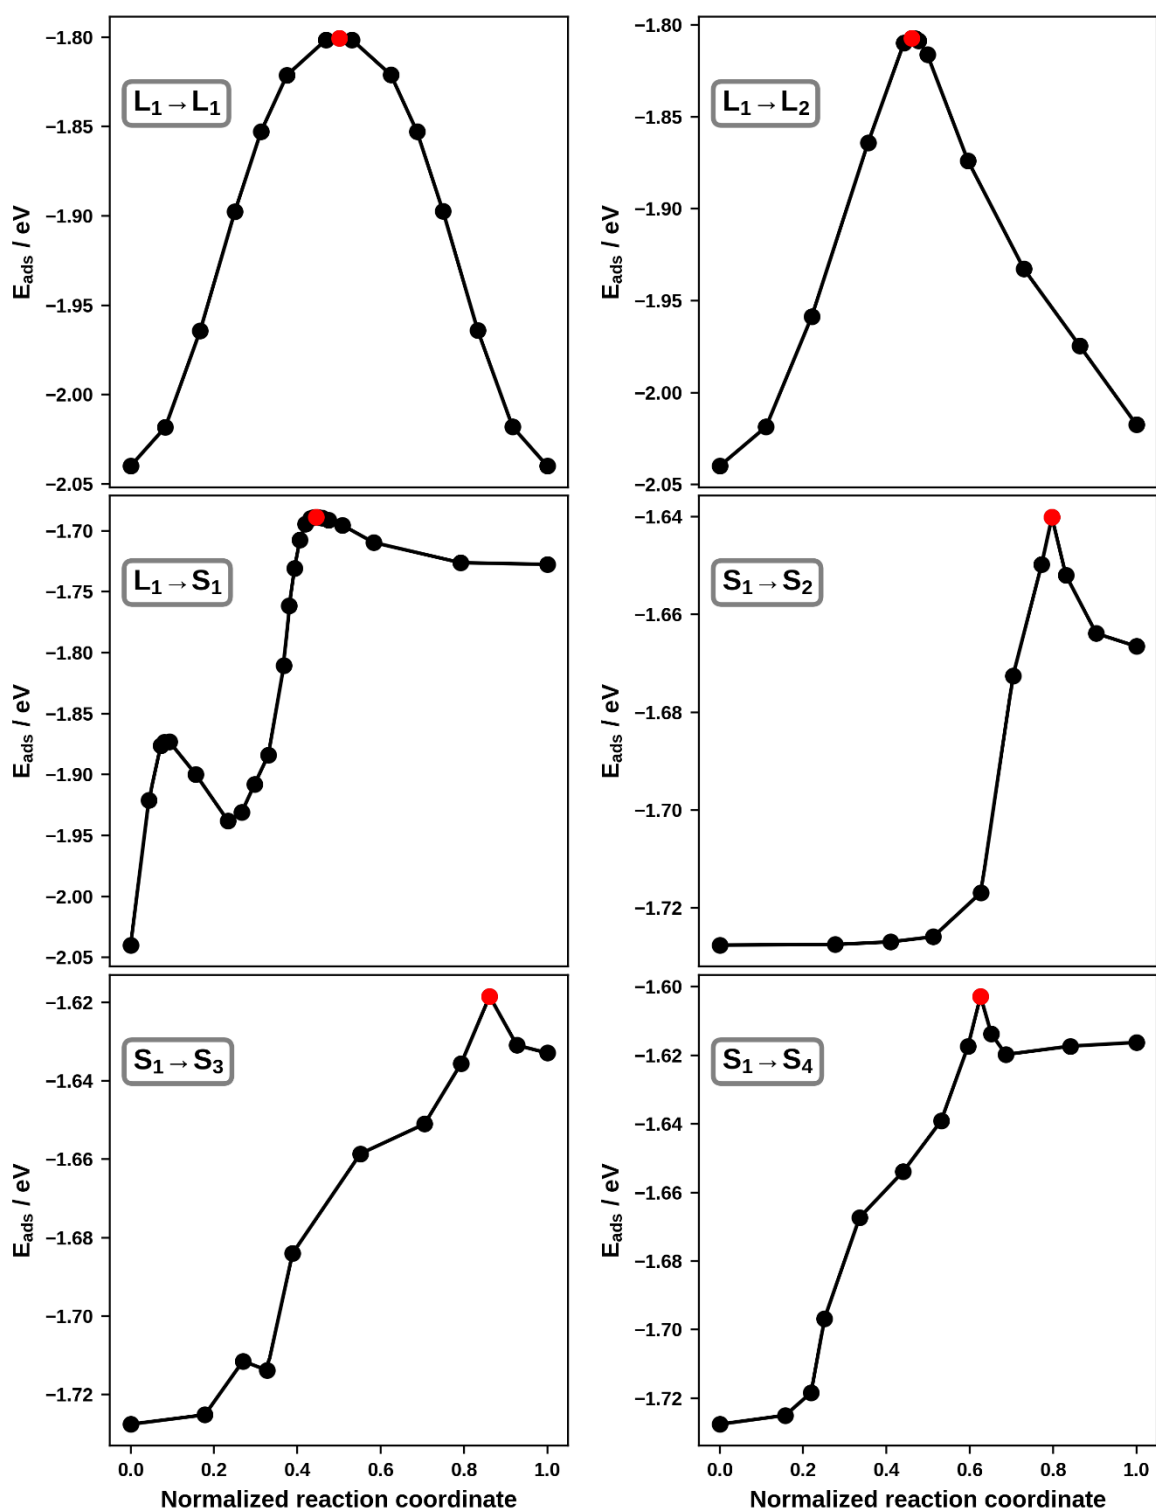 −1.80
−1.85
−1.90
−1.95
−2.00
−2.05
E_ads / eV
L₁→L₁
−1.80
−1.85
−1.90
−1.95
−2.00
−2.05
E_ads / eV
L₁→L₂
−1.70
−1.75
−1.80
−1.85
−1.90
−1.95
−2.00
−2.05
E_ads / eV
L₁→S₁
−1.64
−1.66
−1.68
−1.70
−1.72
E_ads / eV
S₁→S₂
−1.62
−1.64
−1.66
−1.68
−1.70
−1.72
E_ads / eV
S₁→S₃
0.0 0.2 0.4 0.6 0.8 1.0
Normalized reaction coordinate
−1.60
−1.62
−1.64
−1.66
−1.68
−1.70
−1.72
E_ads / eV
S₁→S₄
0.0 0.2 0.4 0.6 0.8 1.0
Normalized reaction coordinate